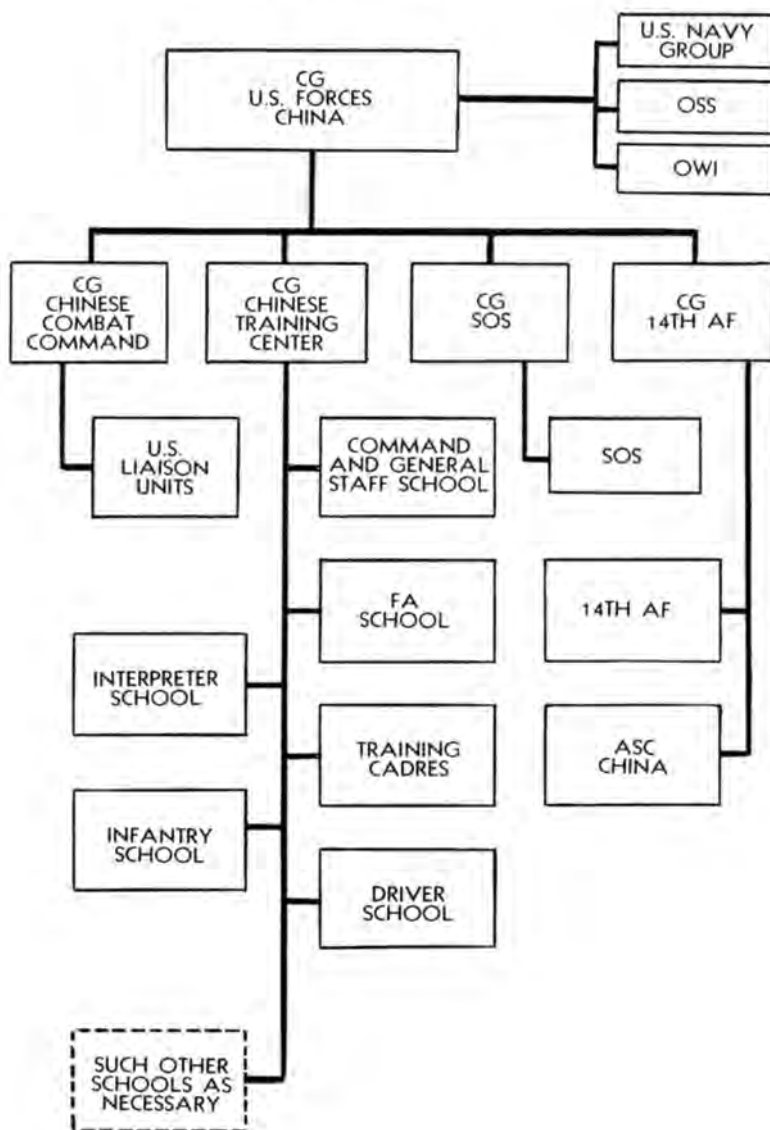 CG
U.S. FORCES
CHINA
U.S. NAVY
GROUP
OSS
OWI
CG
CHINESE
COMBAT
COMMAND
CG
CHINESE
TRAINING
CENTER
CG
SOS
CG
14TH AF
U.S.
LIAISON
UNITS
COMMAND
AND GENERAL
STAFF SCHOOL
SOS
FA
SCHOOL
14TH AF
INTERPRETER
SCHOOL
TRAINING
CADRES
ASC
CHINA
INFANTRY
SCHOOL
DRIVER
SCHOOL
SUCH OTHER
SCHOOLS AS
NECESSARY